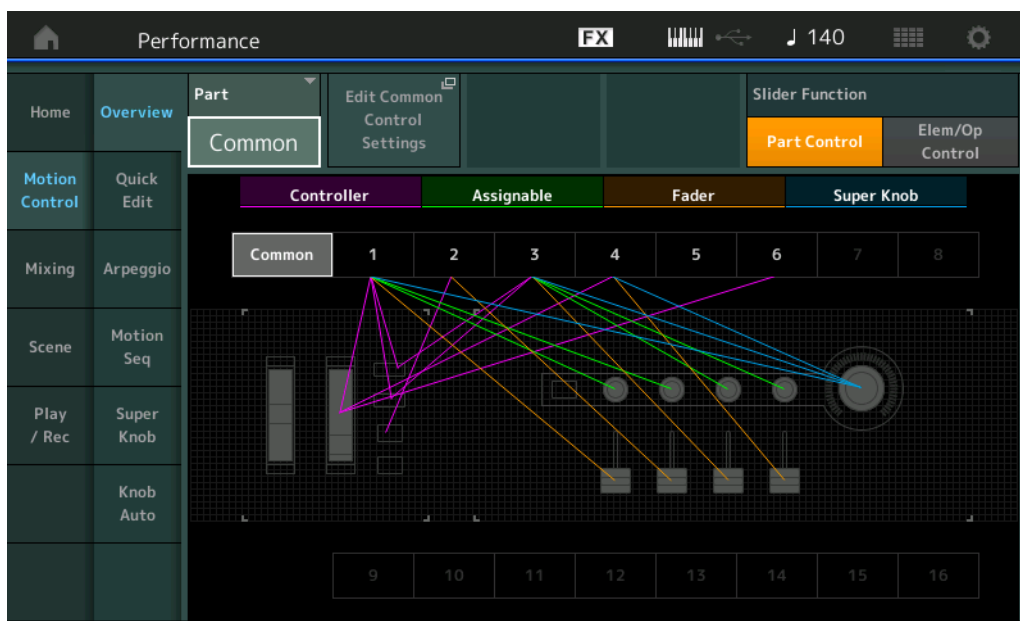 Performance
FX
♩ 140
Home
Overview
Part
Common
Edit Common
Control
Settings
Slider Function
Part Control
Elem/Op
Control
Motion
Control
Quick
Edit
Controller
Assignable
Fader
Super Knob
Common
1
2
3
4
5
6
7
8
Mixing
Arpeggio
Scene
Motion
Seq
Play
/ Rec
Super
Knob
Knob
Auto
9
10
11
12
13
14
15
16